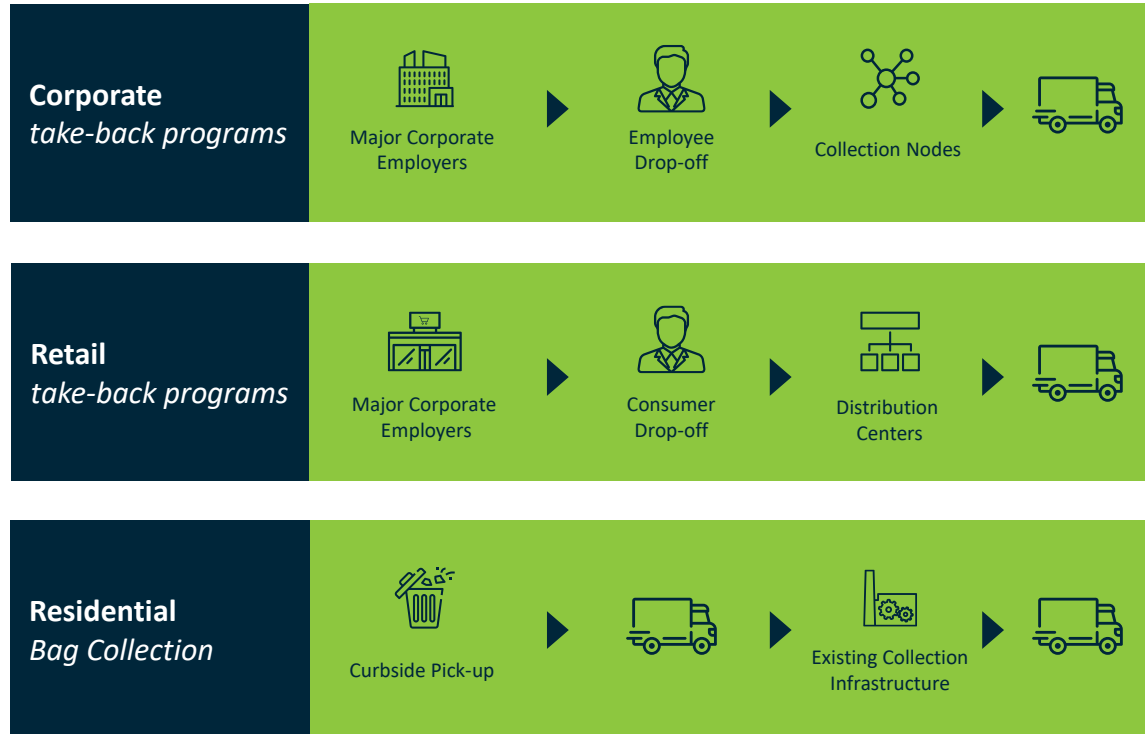 Corporate
take-back programs
Major Corporate
Employers
Employee
Drop-off
Collection Nodes
Retail
take-back programs
Major Corporate
Employers
Consumer
Drop-off
Distribution
Centers
Residential
Bag Collection
Curbside Pick-up
Existing Collection
Infrastructure